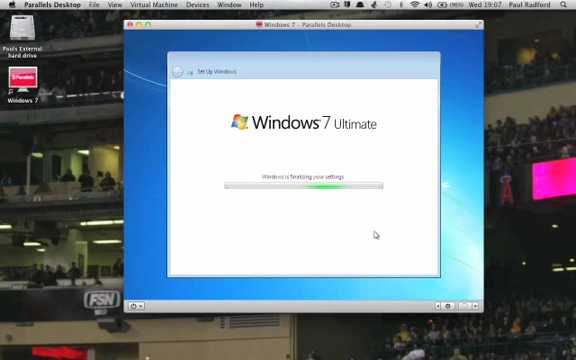 Parallels Desktop File View Virtual Machine Devices Window Help
Wed 19:07 Paul Radford
Windows 7 - Parallels Desktop
Pauls External
hard drive
Parallels
Windows 7
Set Up Windows
Windows 7 Ultimate
Windows is finalizing your settings
FSN